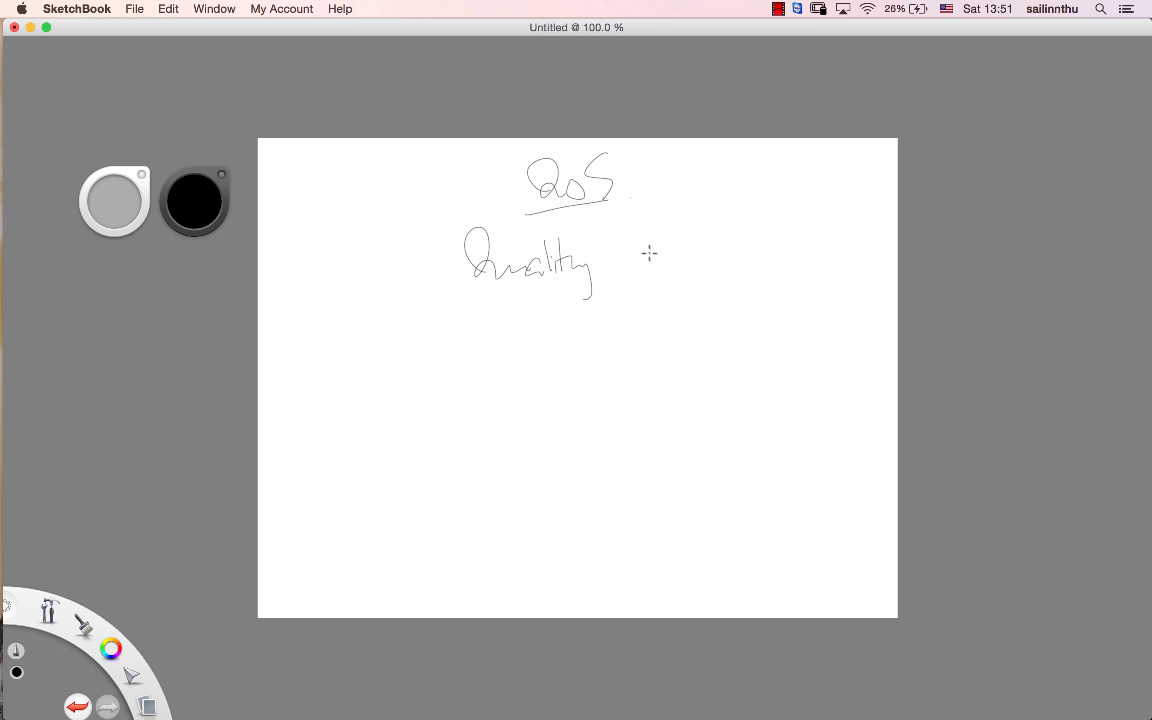 SketchBook File Edit Window My Account Help 26% Sat 13:51 sailinnthu
Untitled @ 100.0 %
QoS
Quality